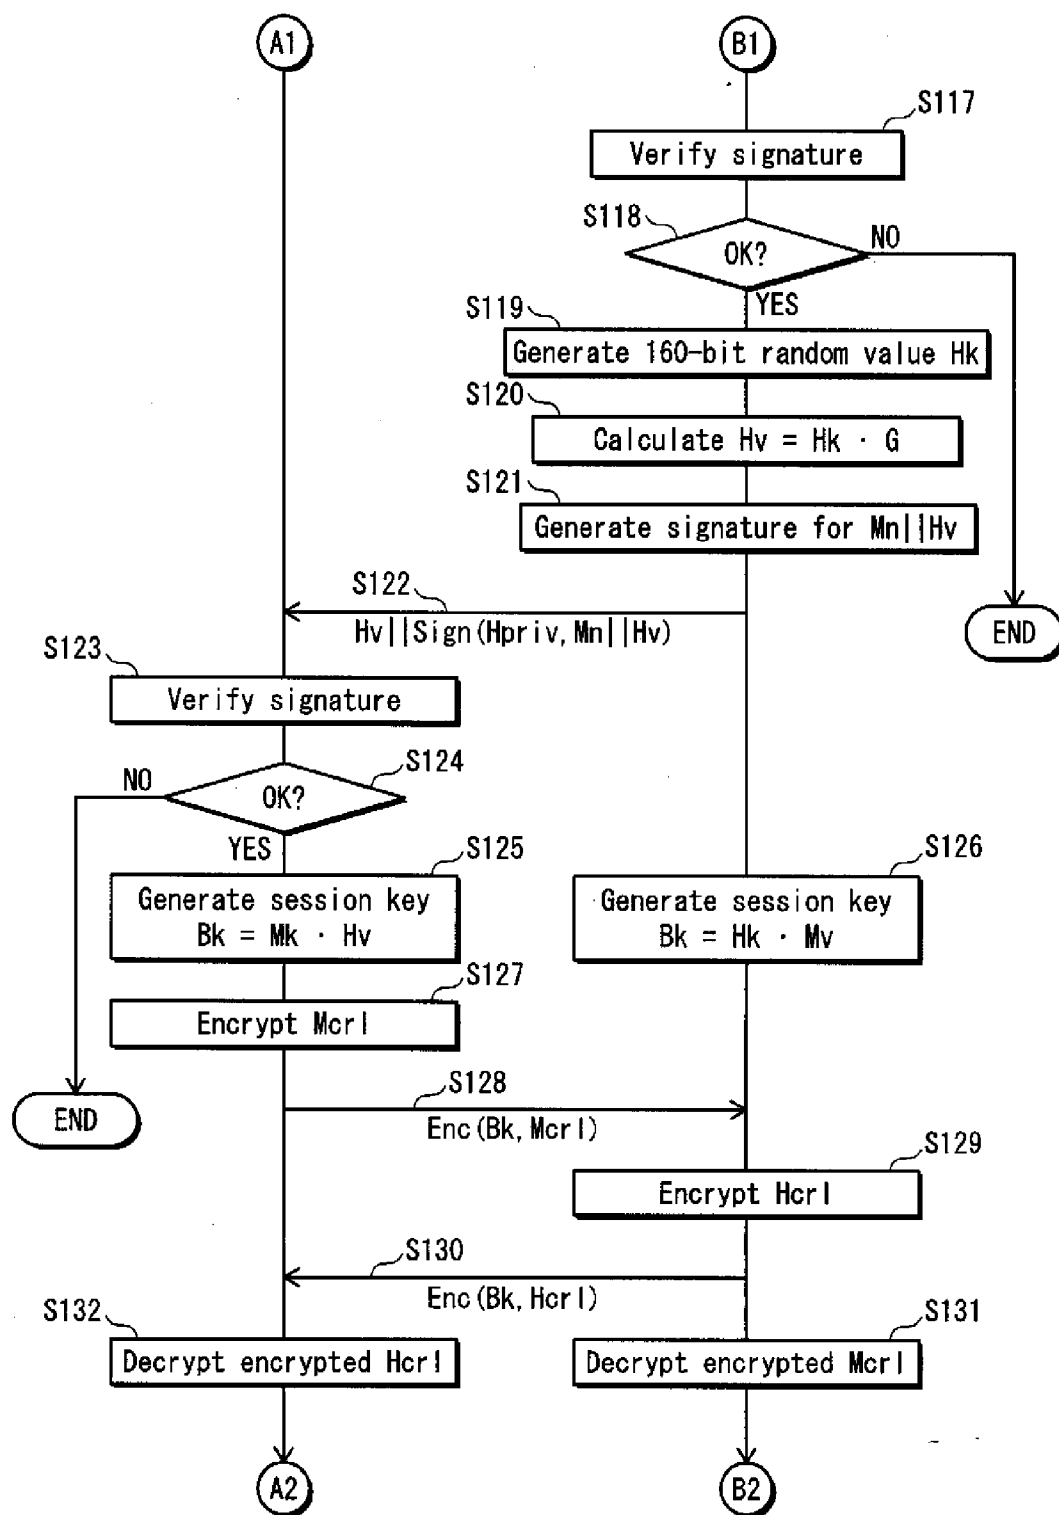 A1
B1
S117
Verify signature
S118
OK?
NO
YES
S119
Generate 160-bit random value Hk
S120
Calculate Hv = Hk · G
S121
Generate signature for Mn||Hv
S122
Hv||Sign(Hpriv, Mn||Hv)
END
S123
Verify signature
S124
NO
OK?
YES
S125
Generate session key
Bk = Mk · Hv
S126
Generate session key
Bk = Hk · Mv
S127
Encrypt Mcrl
S128
Enc(Bk, Mcrl)
END
S129
Encrypt Hcrl
S130
Enc(Bk, Hcrl)
S132
Decrypt encrypted Hcrl
S131
Decrypt encrypted Mcrl
A2
B2